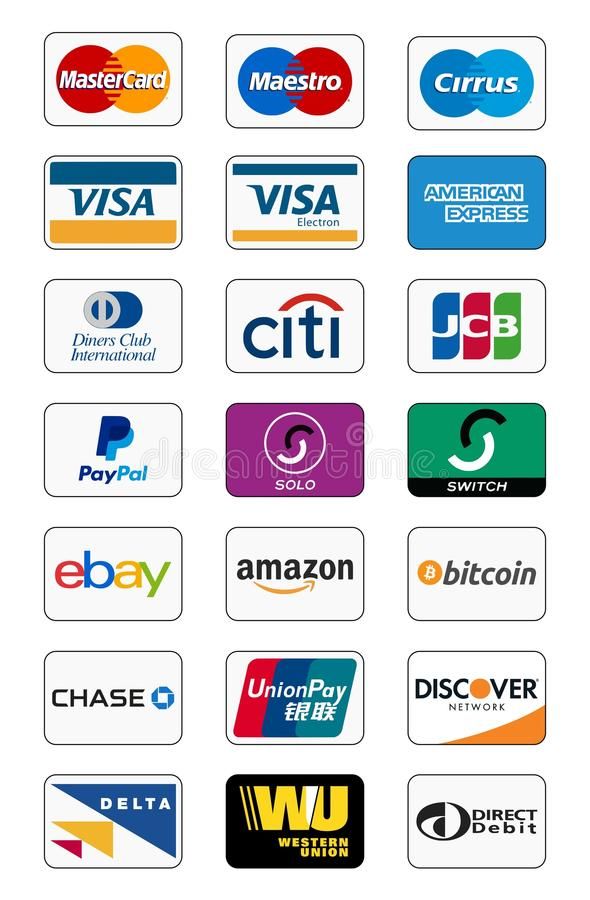 MasterCard
Maestro
Cirrus
VISA
VISA
Electron
AMERICAN
EXPRESS
Diners Club
International
citi
JCB
PayPal
SOLO
SWITCH
dreamstime
ebay
amazon
bitcoin
CHASE
UnionPay
银联
DISCOVER
NETWORK
DELTA
WU
WESTERN
UNION
DIRECT
Debit